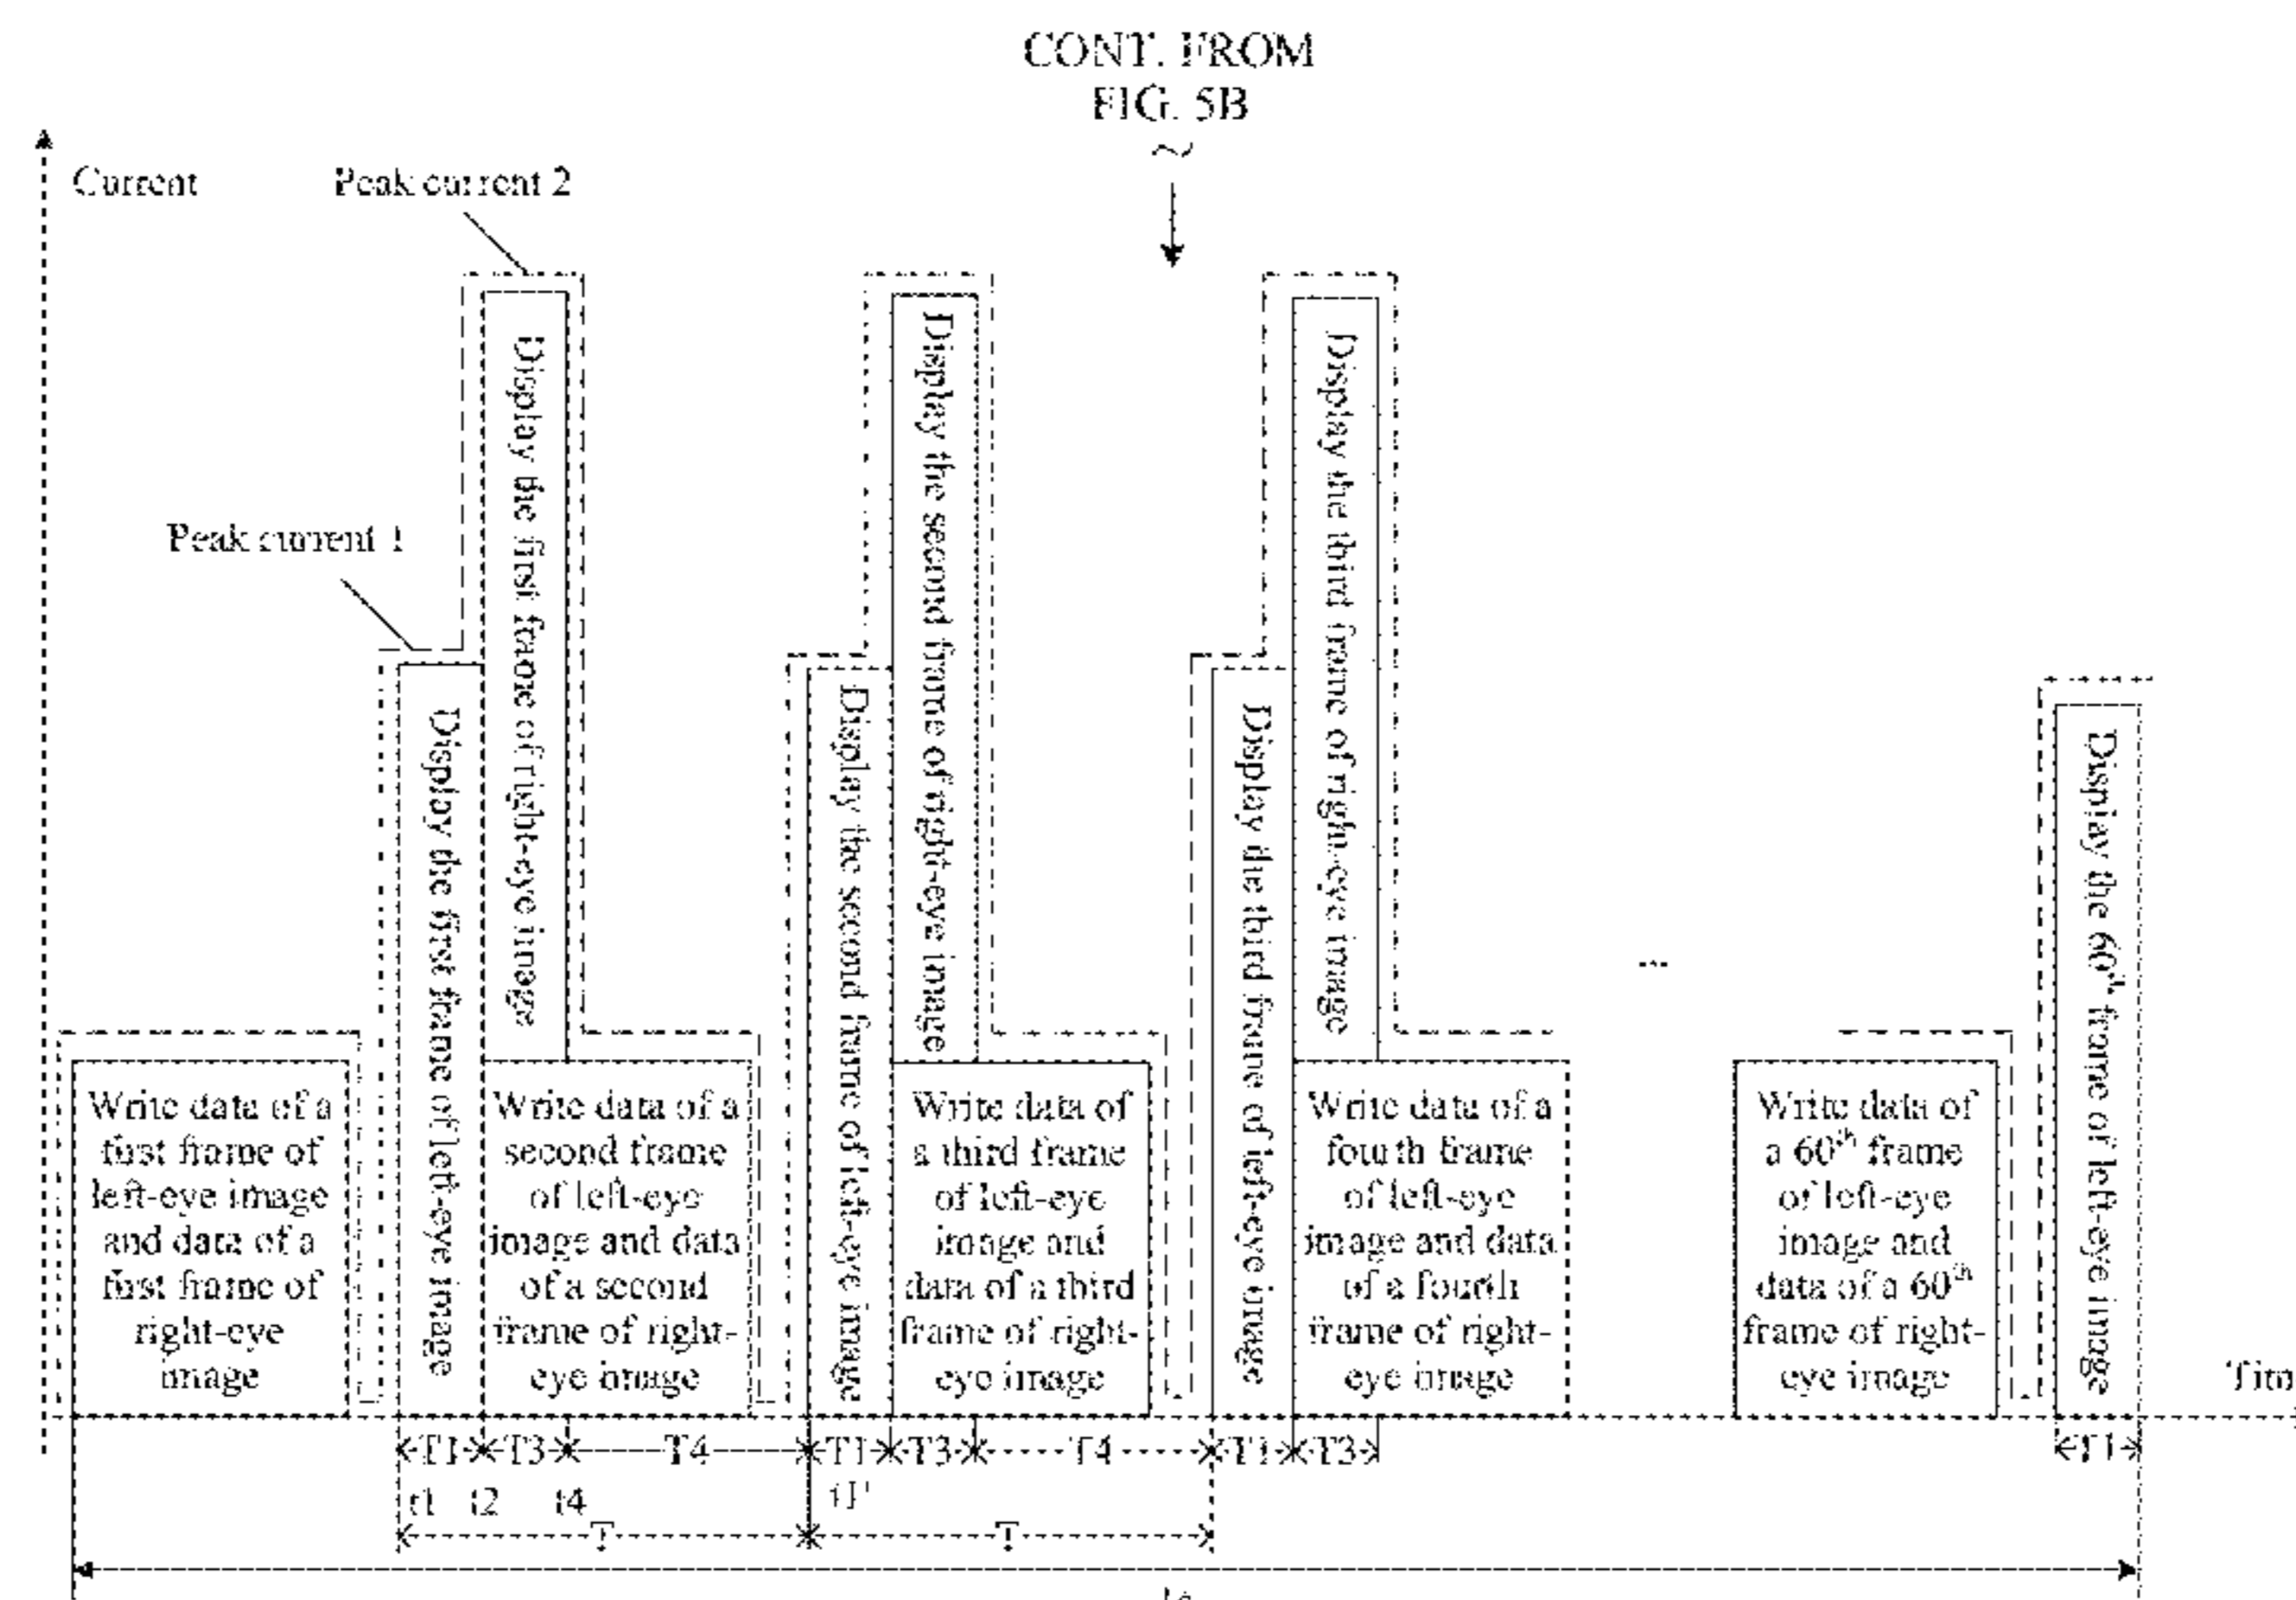 CONT. FROM
FIG. 5B
Current
Peak current 2
Peak current 1
Display the first frame of left-eye image
Display the first frame of right-eye image
Display the second frame of left-eye image
Display the second frame of right-eye image
Display the third frame of left-eye image
Display the third frame of right-eye image
...
Display the 60th frame of left-eye image
Write data of a
first frame of
left-eye image
and data of a
first frame of
right-eye
image
Write data of a
second frame
of left-eye
image and data
of a second
frame of right-
eye image
Write data of
a third frame
of left-eye
image and
data of a third
frame of right-
eye image
Write data of a
fourth frame
of left-eye
image and data
of a fourth
frame of right-
eye image
Write data of
a 60th frame
of left-eye
image and
data of a 60th
frame of right-
eye image
Tim
T1 T3 T4 T1 T3 T4 T1 T3 T1
t1 t2 t4 t1'
T T